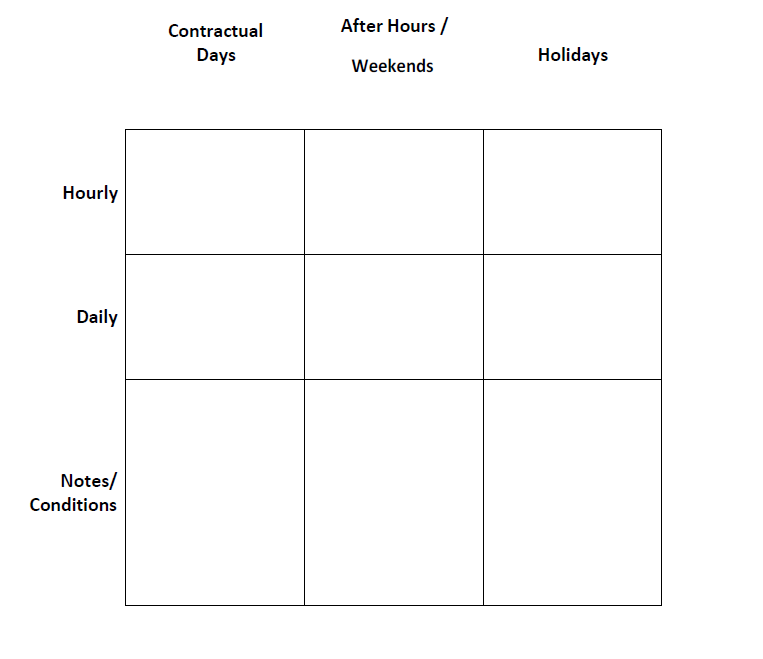 Contractual
Days
After Hours /
Weekends
Holidays
Hourly
Daily
Notes/
Conditions